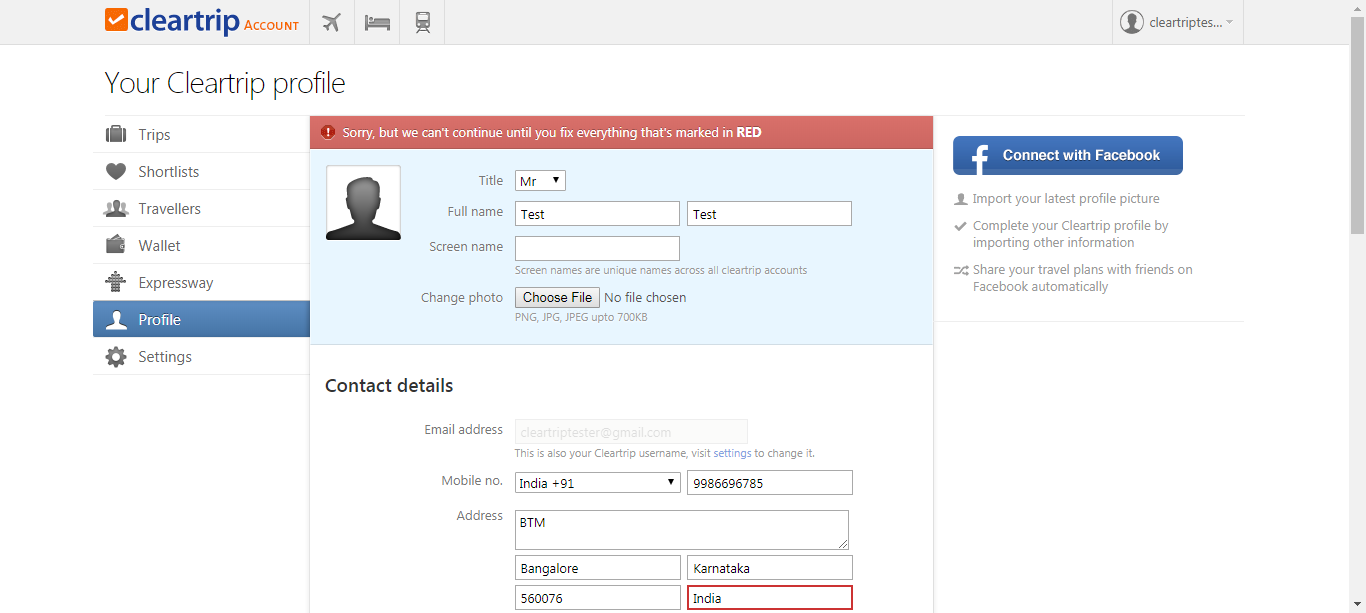 cleartrip ACCOUNT
cleartriptes...
Your Cleartrip profile
Trips
Shortlists
Travellers
Wallet
Expressway
Profile
Settings
Sorry, but we can't continue until you fix everything that's marked in RED
Title Mr
Full name Test Test
Screen name
Screen names are unique names across all cleartrip accounts
Change photo Choose File No file chosen
PNG, JPG, JPEG upto 700KB
Contact details
Email address cleartriptester@gmail.com
This is also your Cleartrip username, visit settings to change it.
Mobile no. India +91 9986696785
Address BTM
Bangalore Karnataka
560076 India
f Connect with Facebook
Import your latest profile picture
Complete your Cleartrip profile by
importing other information
Share your travel plans with friends on
Facebook automatically